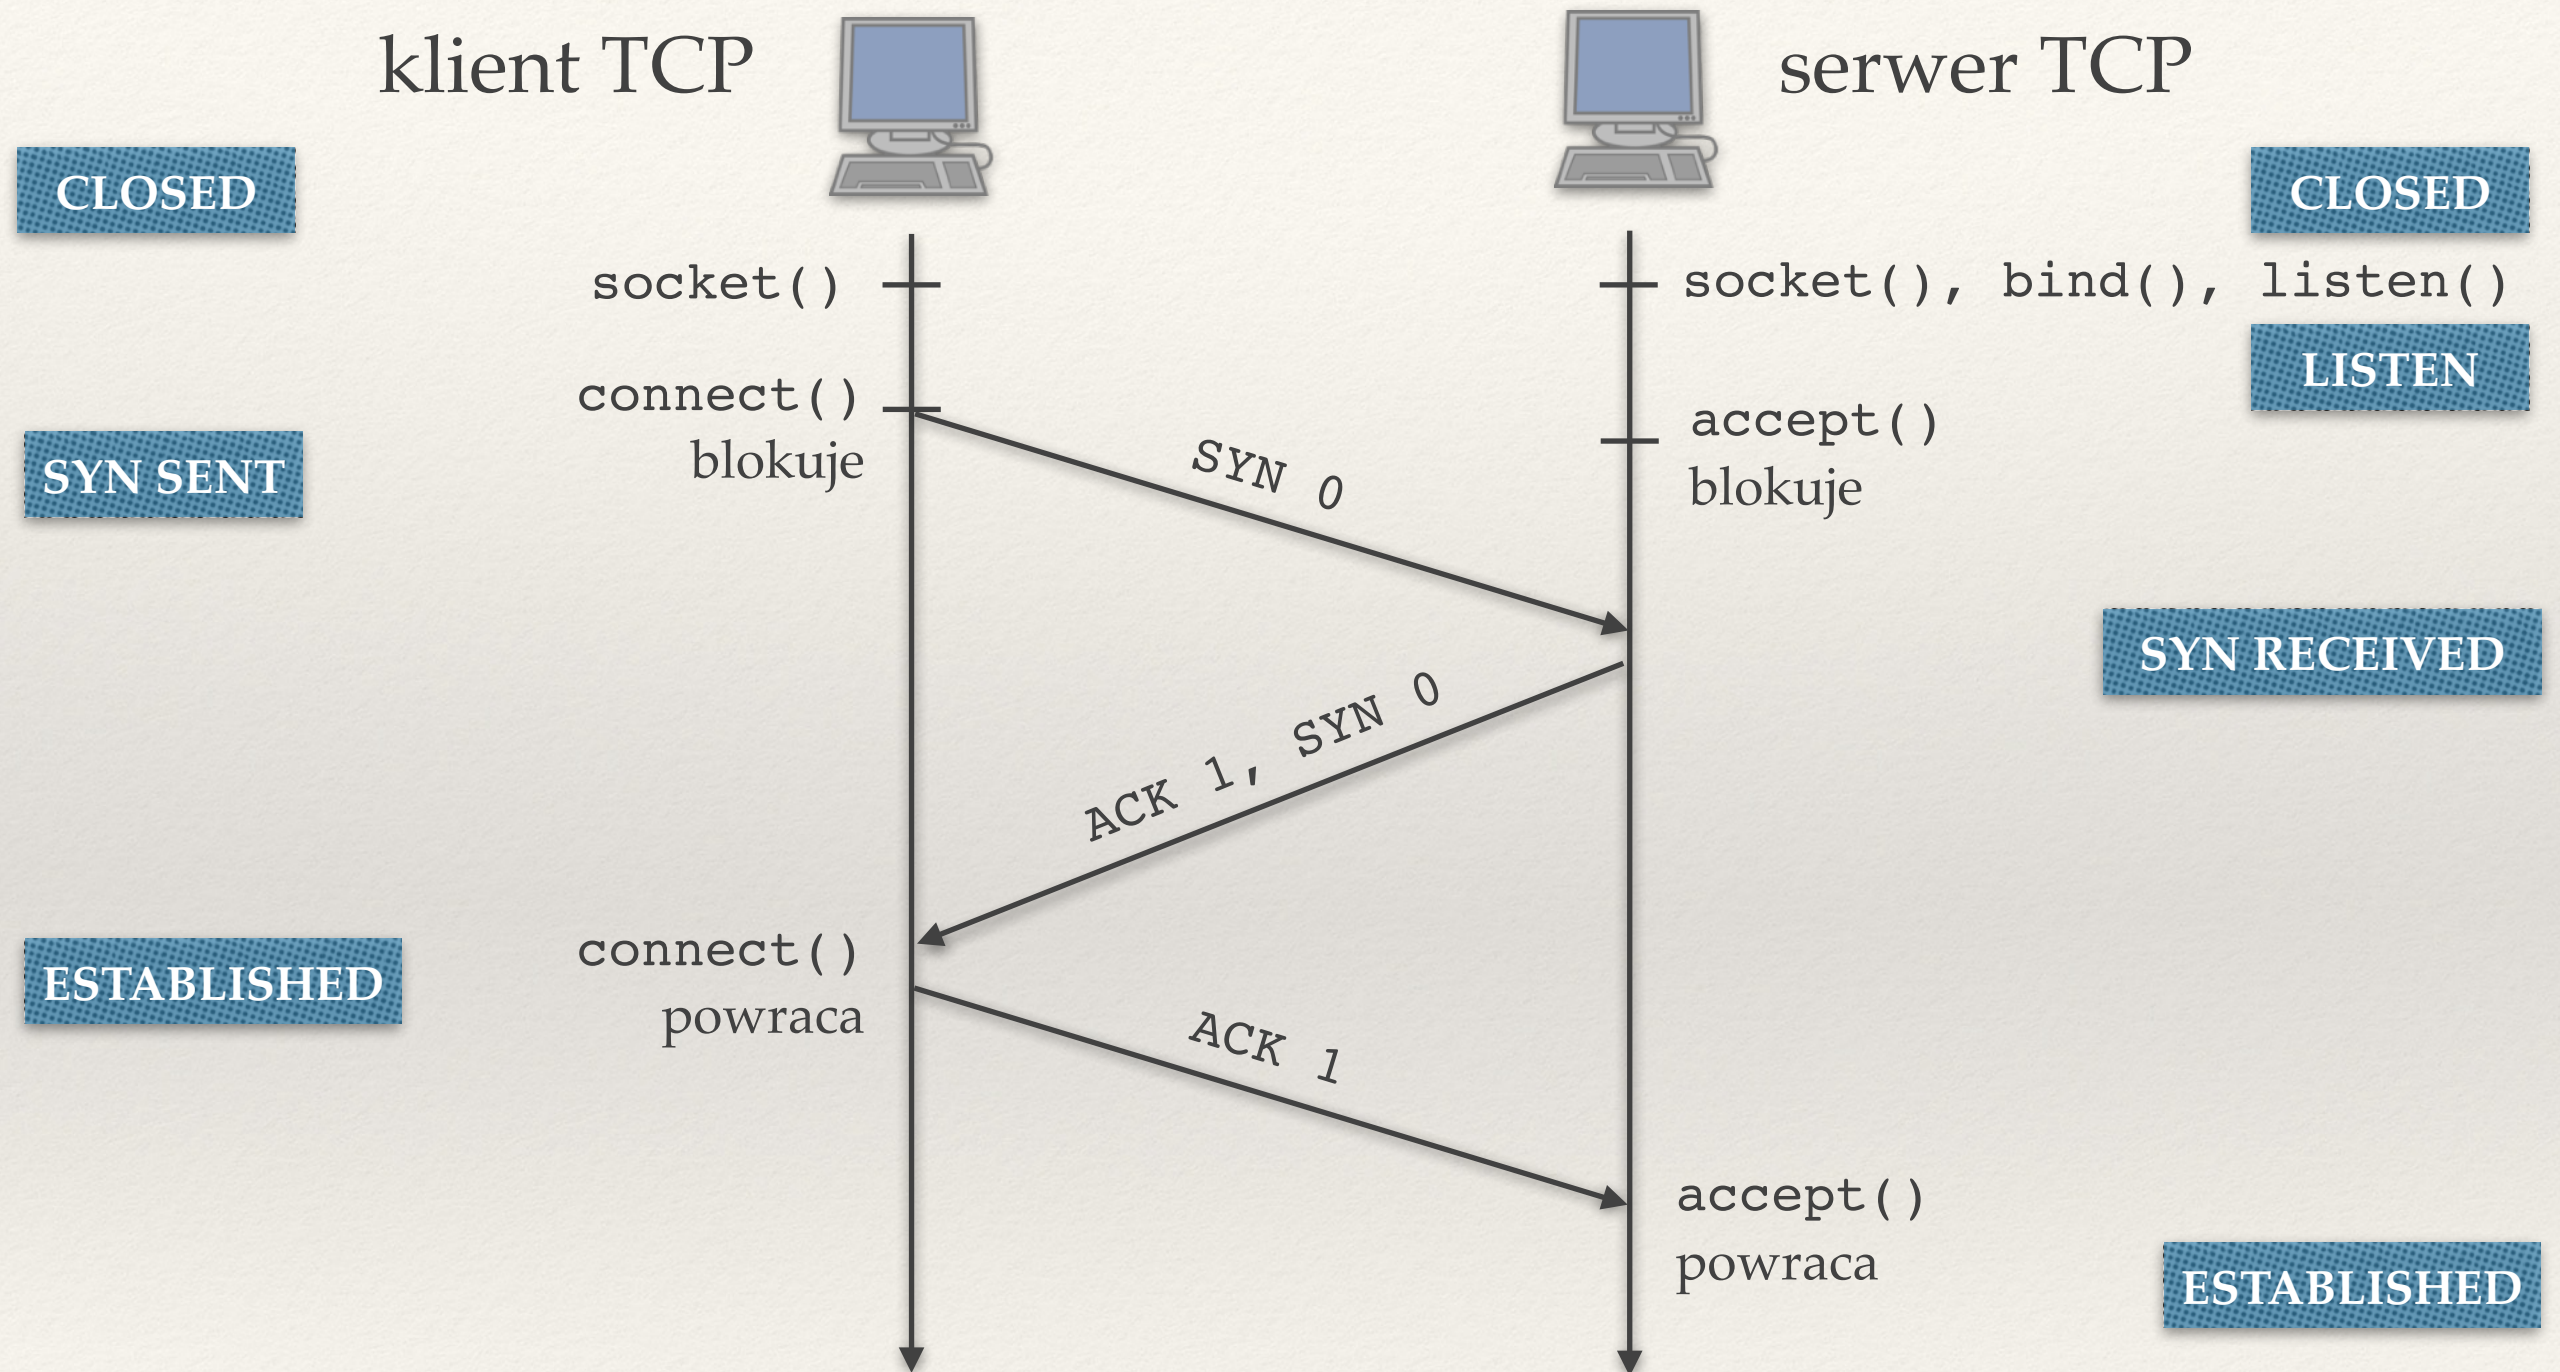 klient TCP
serwer TCP
CLOSED
CLOSED
socket()
socket(), bind(), listen()
LISTEN
connect()
blokuje
accept()
blokuje
SYN SENT
SYN 0
SYN RECEIVED
ACK 1, SYN 0
connect()
powraca
ESTABLISHED
ACK 1
accept()
powraca
ESTABLISHED